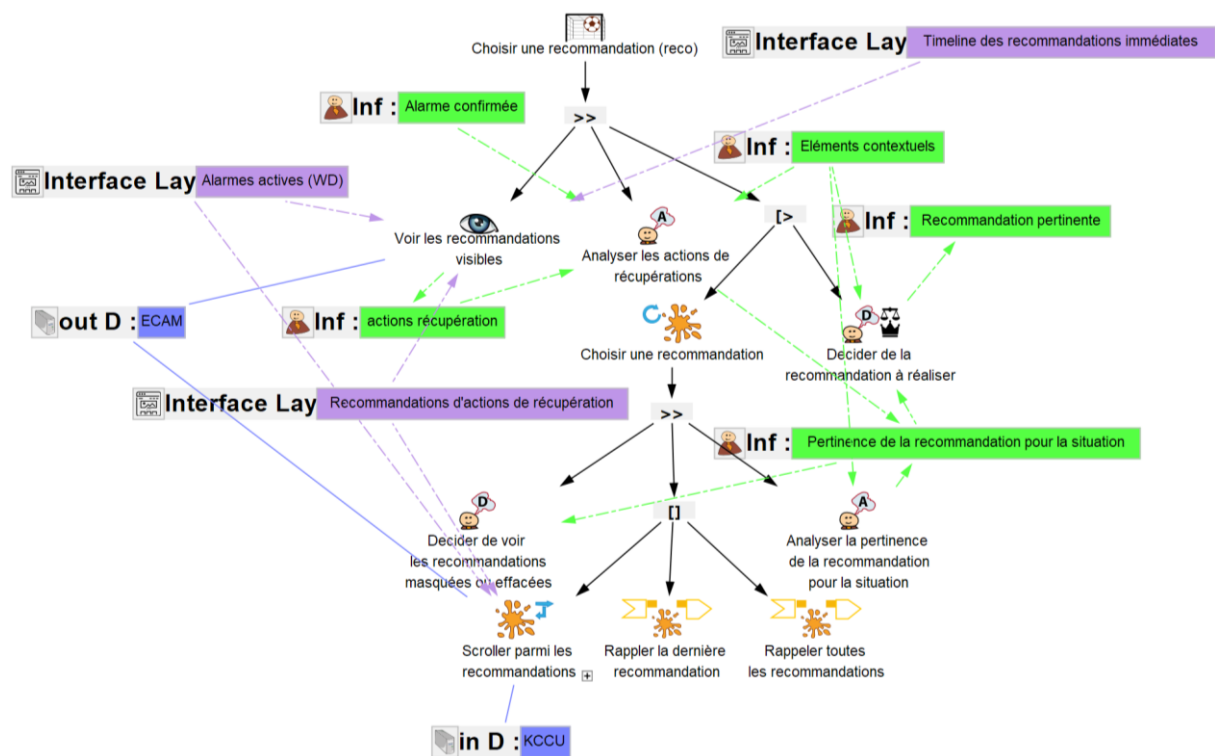 Choisir une recommandation (reco)
Interface Lay Timeline des recommandations immédiates
Inf : Alarme confirmée
>>
Inf : Eléments contextuels
Interface Lay Alarmes actives (WD)
A
[>
Inf : Recommandation pertinente
Voir les recommandations
visibles
Analyser les actions de
récupérations
out D : ECAM
Inf : actions récupération
D
Choisir une recommandation
Decider de la
recommandation à réaliser
Interface Lay Recommandations d'actions de récupération
>>
Inf : Pertinence de la recommandation pour la situation
D
[]
A
Decider de voir
les recommandations
masquées ou effacées
Analyser la pertinence
de la recommandation
pour la situation
Scroller parmi les
recommandations
Rappler la dernière
recommandation
Rappeler toutes
les recommandations
in D : KCCU